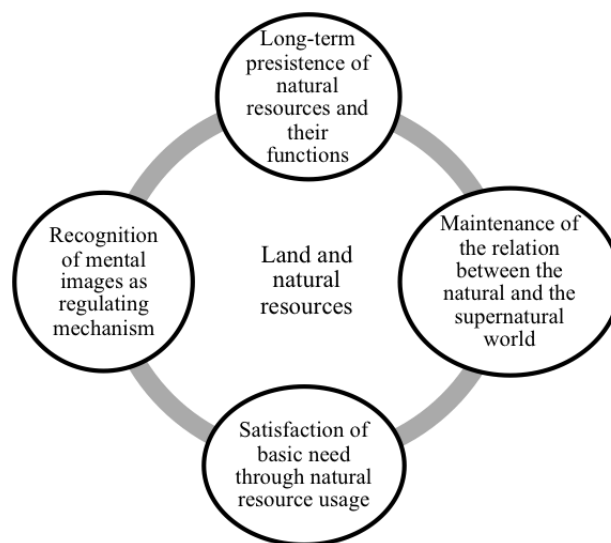 Long-term
presistence of
natural
resources and
their
functions
Recognition
of mental
images as
regulating
mechanism
Land and
natural
resources
Maintenance of
the relation
between the
natural and the
supernatural
world
Satisfaction of
basic need
through natural
resource usage